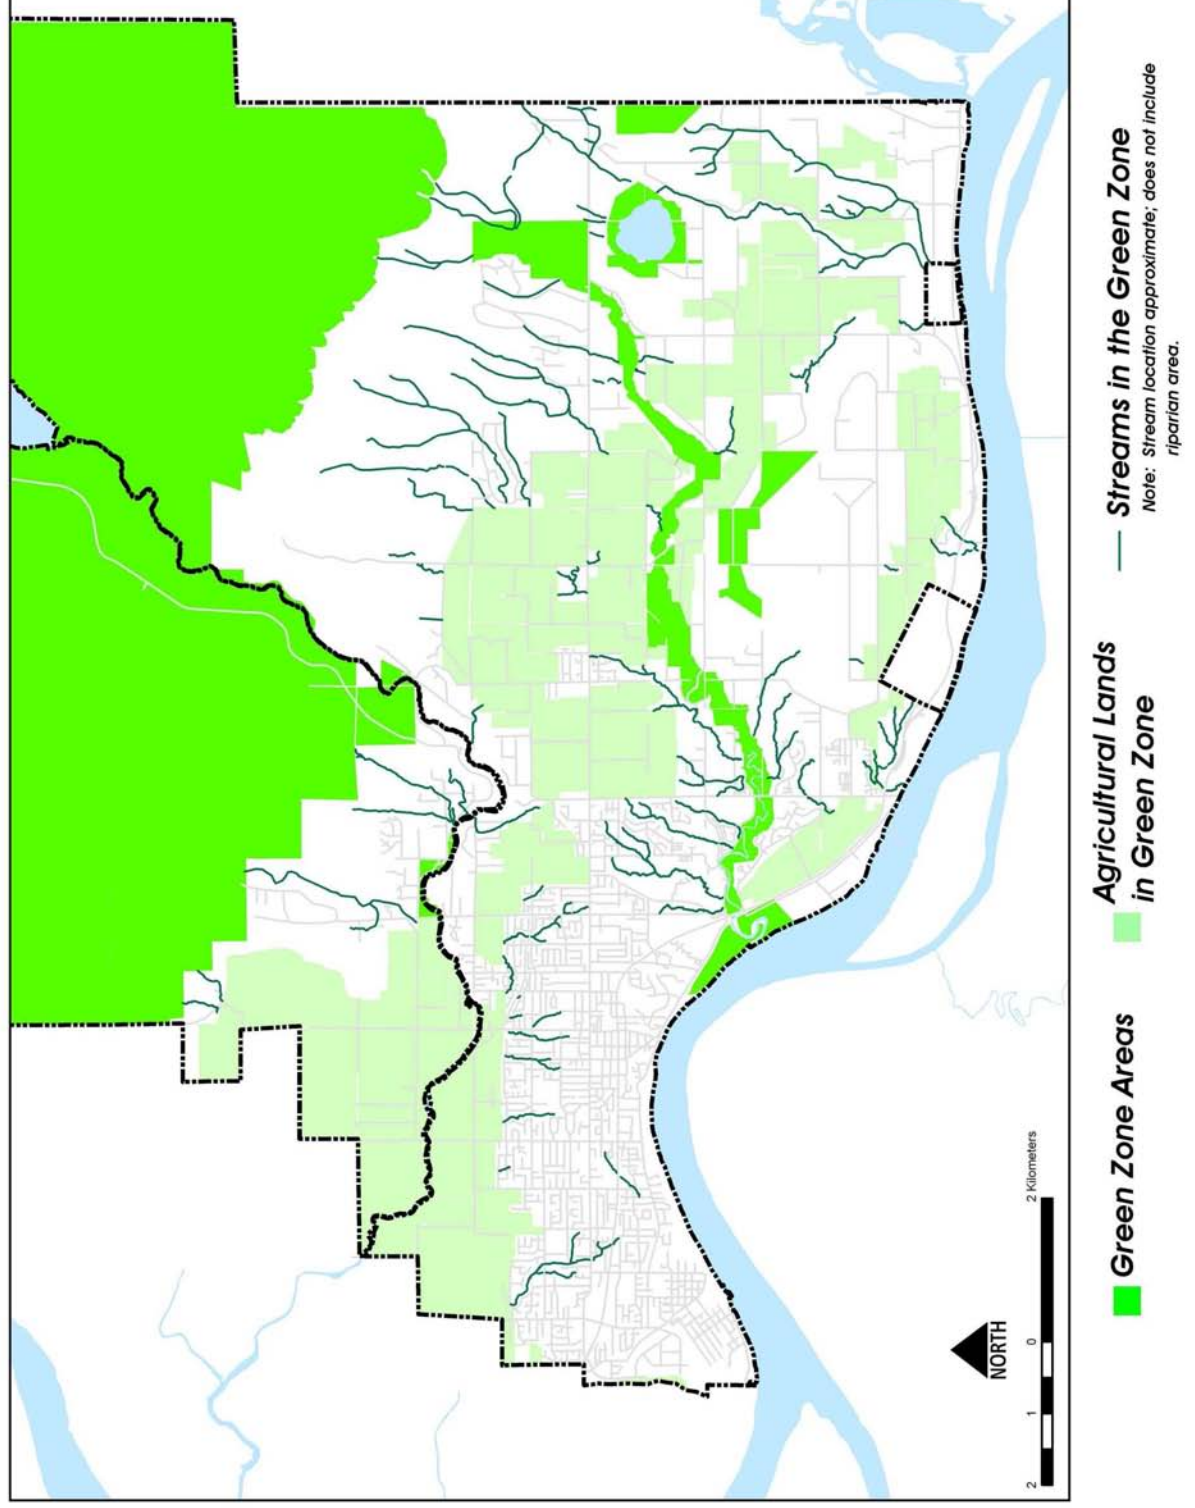 NORTH
2
1
0
2 Kilometers
Green Zone Areas
Agricultural Lands
in Green Zone
Streams in the Green Zone
Note: Stream location approximate; does not include
riparian area.